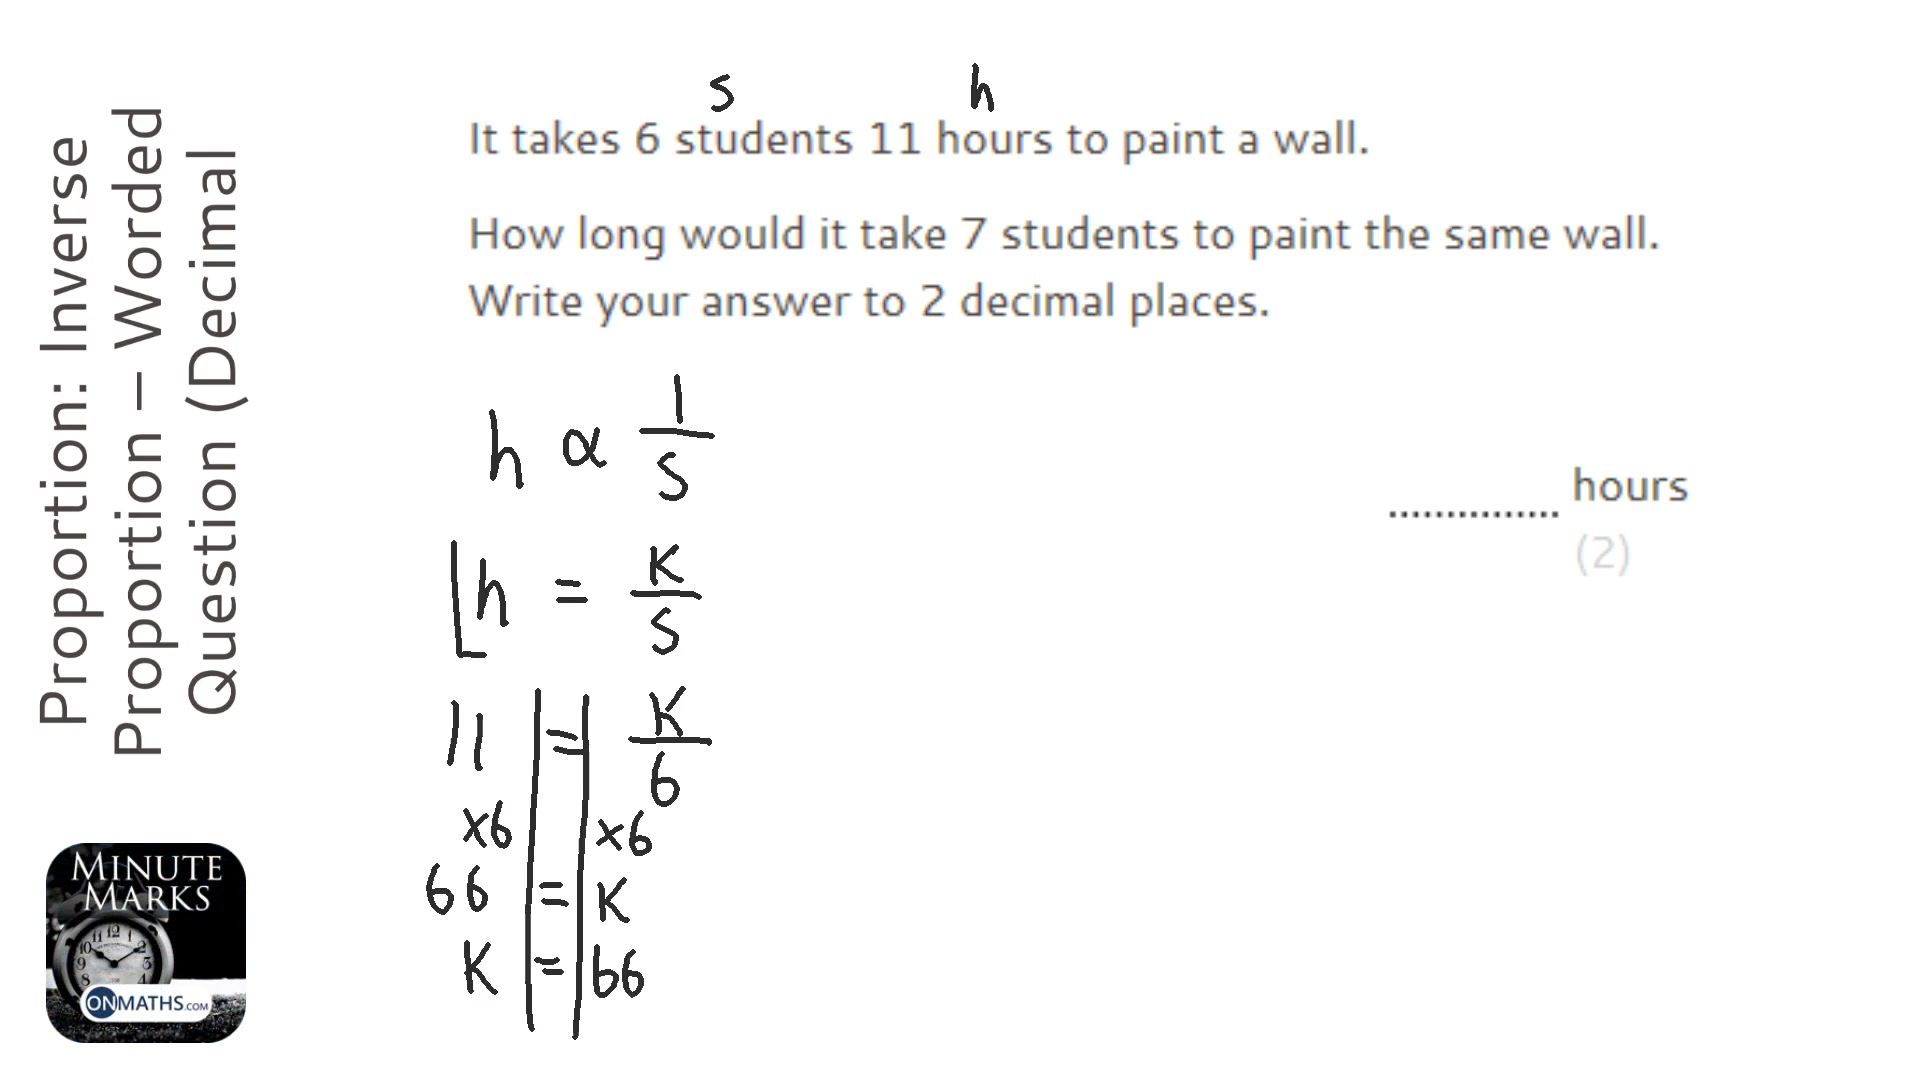 Proportion: Inverse
Proportion – Worded
Question (Decimal
s h
It takes 6 students 11 hours to paint a wall.
How long would it take 7 students to paint the same wall.
Write your answer to 2 decimal places.
h ∝ 1/s
h = K/s
11 = K/6
×6 ×6
66 = K
K = 66
............... hours
(2)
MINUTE
MARKS
ONMATHS.COM